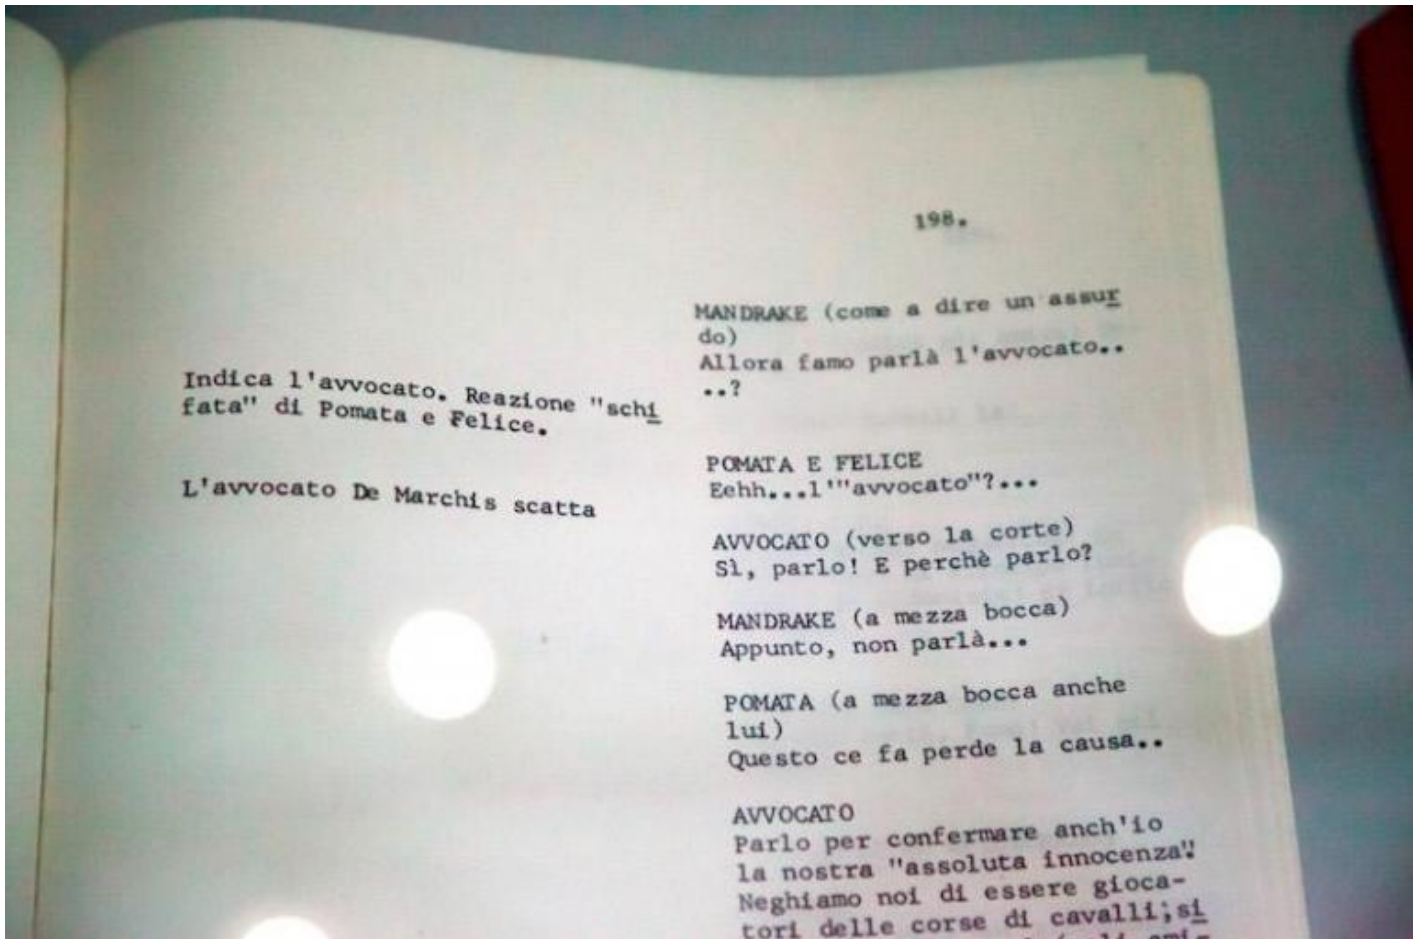 198.
MANDRAKE (come a dire un assur
do)
Allora famo parlà l'avvocato..
..?
Indica l'avvocato. Reazione "schi
fata" di Pomata e Felice.
POMATA E FELICE
Eehh...l'"avvocato"?...
L'avvocato De Marchis scatta
AVVOCATO (verso la corte)
Sì, parlo! E perchè parlo?
MANDRAKE (a mezza bocca)
Appunto, non parlà...
POMATA (a mezza bocca anche
lui)
Questo ce fa perde la causa..
AVVOCATO
Parlo per confermare anch'io
la nostra "assoluta innocenza".
Neghiamo noi di essere gioca-
tori delle corse di cavalli; si